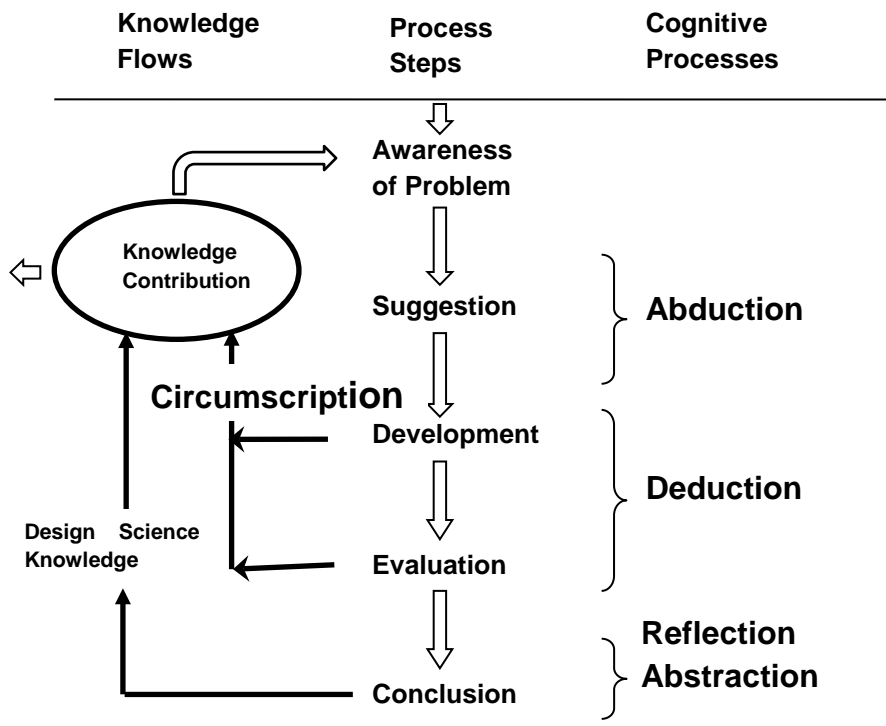 Knowledge
Flows
Process
Steps
Cognitive
Processes
Awareness
of Problem
Knowledge
Contribution
Suggestion
Abduction
Circumscription
Development
Deduction
Design Science
Knowledge
Evaluation
Reflection
Abstraction
Conclusion